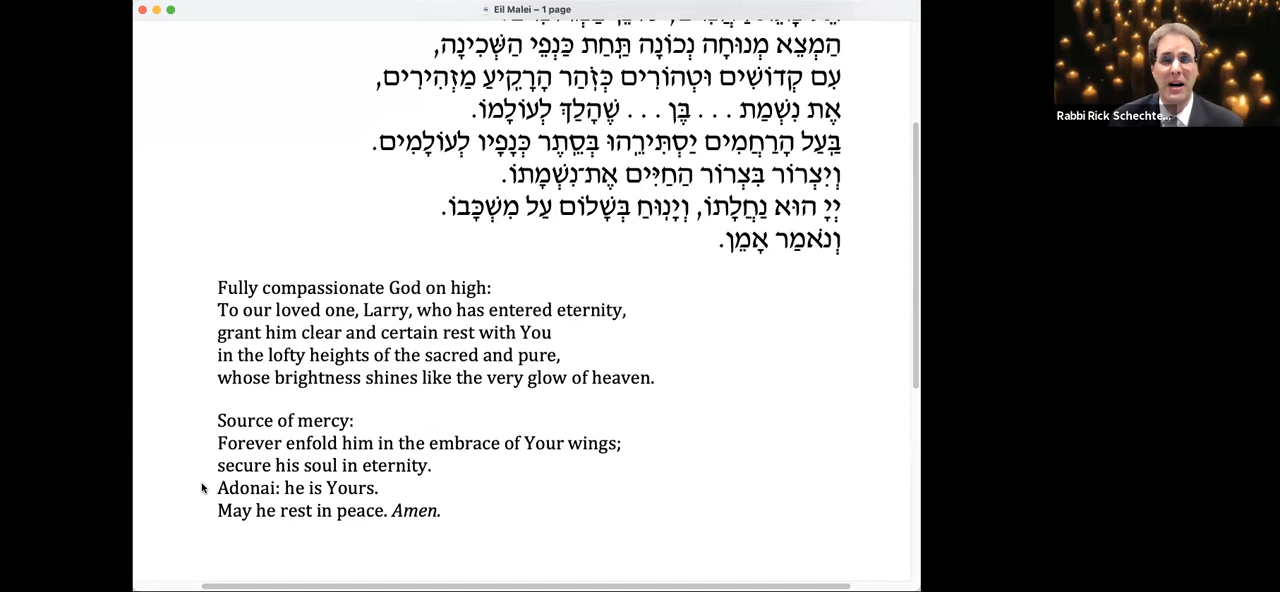 Eil Malei – 1 page
הַמְצֵא מְנוּחָה נְכוֹנָה תַּֽחַת כַּנְפֵי הַשְּׁכִינָה,
עִם קְדוֹשִׁים וּטְהוֹרִים כְּזֹֽהַר הָרָקִֽיעַ מַזְהִירִים,
אֶת נִשְׁמַת . . . בֶּן . . . שֶׁהָלַךְ לְעוֹלָמוֹ.
בַּֽעַל הָרַחֲמִים יַסְתִּירֵֽהוּ בְּסֵֽתֶר כְּנָפָיו לְעוֹלָמִים.
וְיִצְרוֹר בִּצְרוֹר הַחַיִּים אֶת־נִשְׁמָתוֹ.
יְיָ הוּא נַחֲלָתוֹ, וְיָנֽוּחַ בְּשָׁלוֹם עַל מִשְׁכָּבוֹ.
וְנֹאמַר אָמֵן.
Fully compassionate God on high:
To our loved one, Larry, who has entered eternity,
grant him clear and certain rest with You
in the lofty heights of the sacred and pure,
whose brightness shines like the very glow of heaven.
Source of mercy:
Forever enfold him in the embrace of Your wings;
secure his soul in eternity.
Adonai: he is Yours.
May he rest in peace. Amen.
Rabbi Rick Schechte...